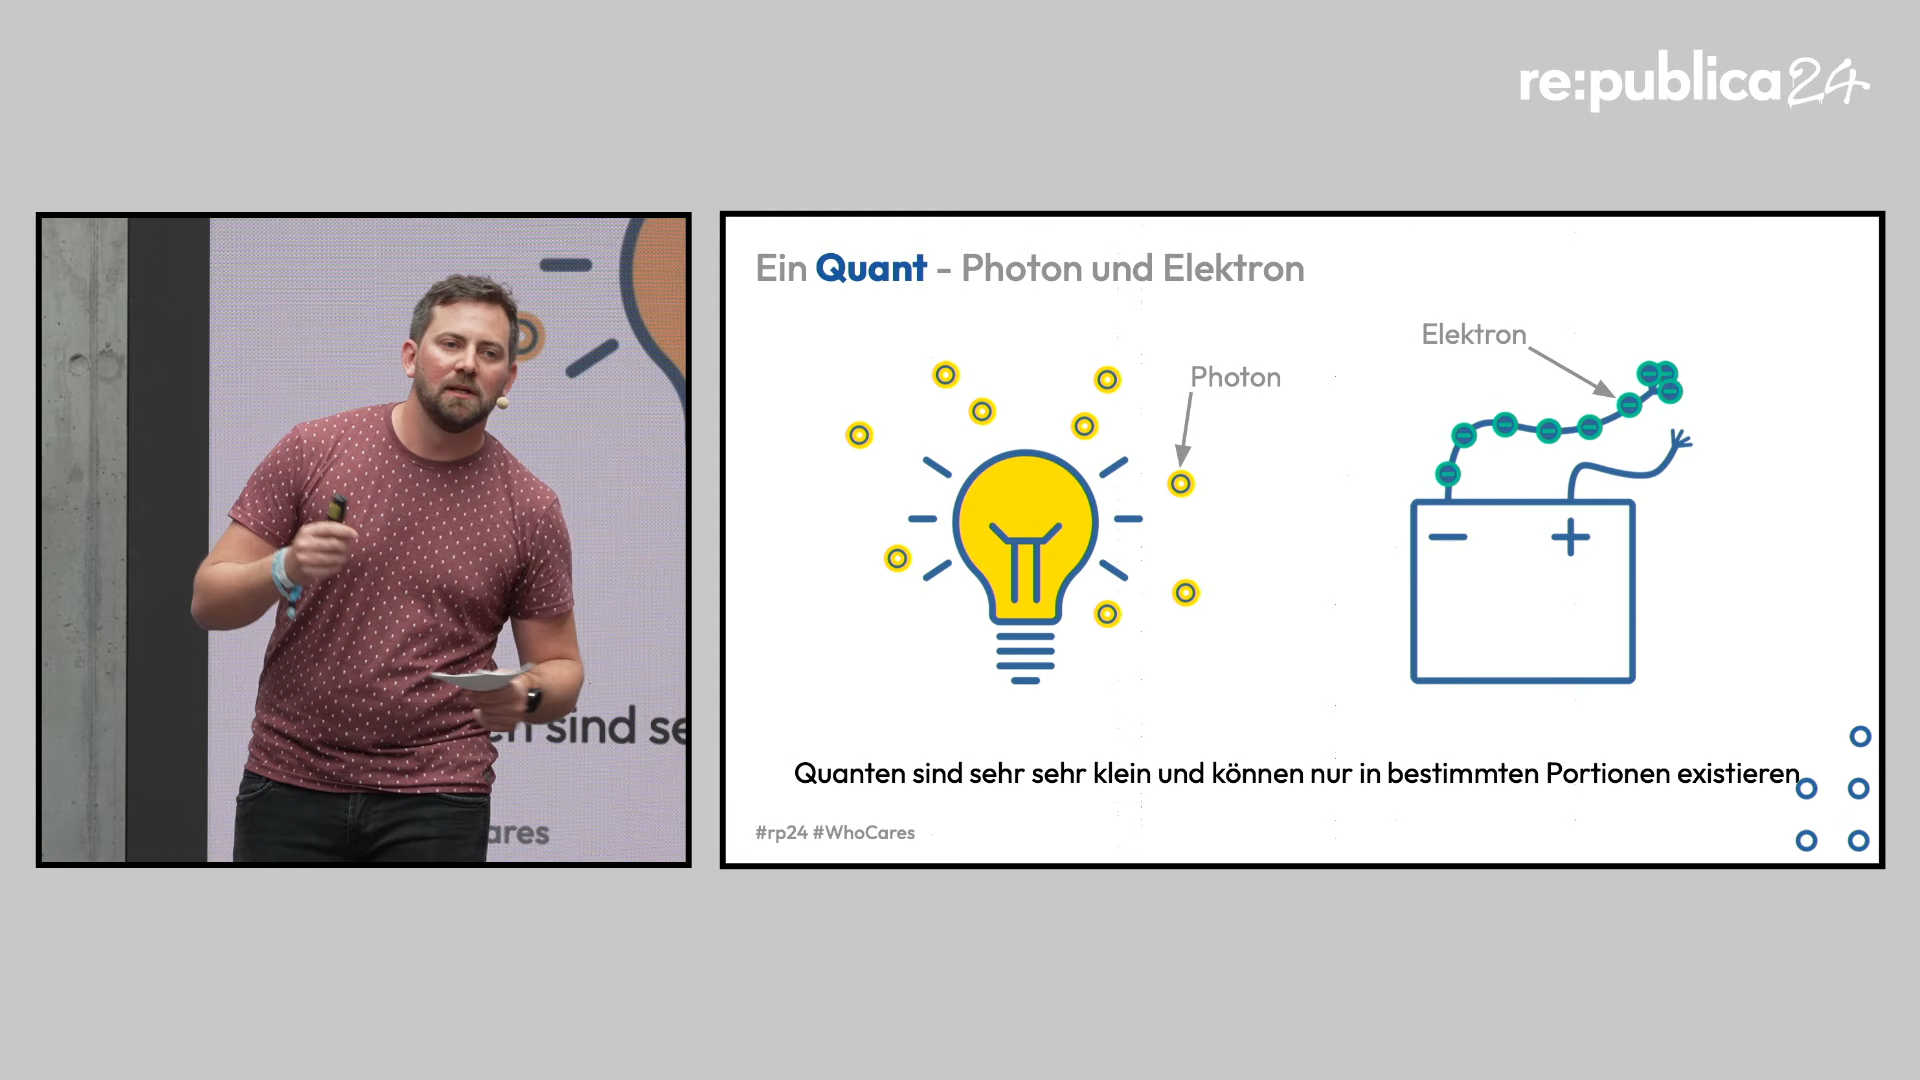 re:publica24
Ein Quant - Photon und Elektron
Elektron
Photon
Quanten sind sehr sehr klein und können nur in bestimmten Portionen existieren
#rp24 #WhoCares
en sind se
ares